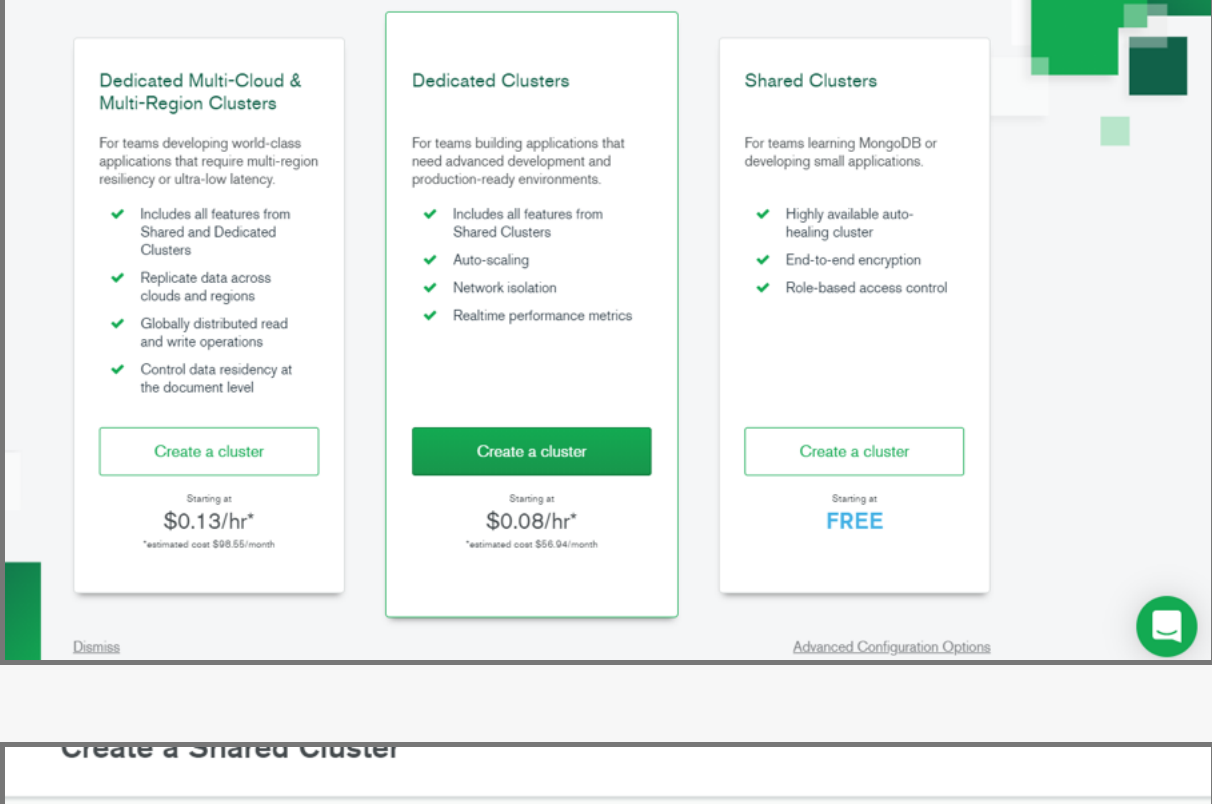 Dedicated Multi-Cloud &
Multi-Region Clusters
For teams developing world-class
applications that require multi-region
resiliency or ultra-low latency.
Includes all features from
Shared and Dedicated
Clusters
Replicate data across
clouds and regions
Globally distributed read
and write operations
Control data residency at
the document level
Create a cluster
Starting at
$0.13/hr*
*estimated cost $98.55/month
Dedicated Clusters
For teams building applications that
need advanced development and
production-ready environments.
Includes all features from
Shared Clusters
Auto-scaling
Network isolation
Realtime performance metrics
Create a cluster
Starting at
$0.08/hr*
*estimated cost $56.94/month
Shared Clusters
For teams learning MongoDB or
developing small applications.
Highly available auto-
healing cluster
End-to-end encryption
Role-based access control
Create a cluster
Starting at
FREE
Dismiss
Advanced Configuration Options
Create a Shared Cluster